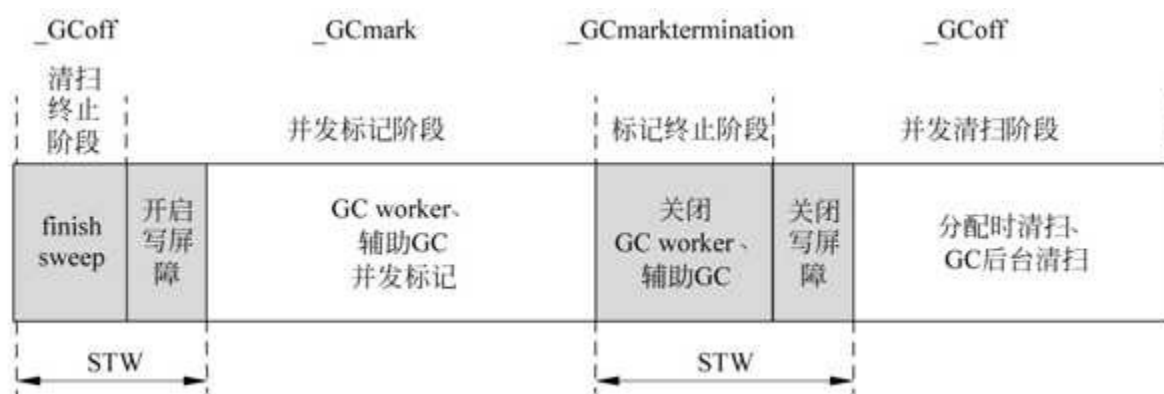 _GCoff
_GCmark
_GCmarktermination
_GCoff
清扫
终止
阶段
并发标记阶段
标记终止阶段
并发清扫阶段
finish
sweep
开启
写屏
障
GC worker、
辅助GC
并发标记
关闭
GC worker、
辅助GC
关闭
写屏
障
分配时清扫、
GC后台清扫
STW
STW